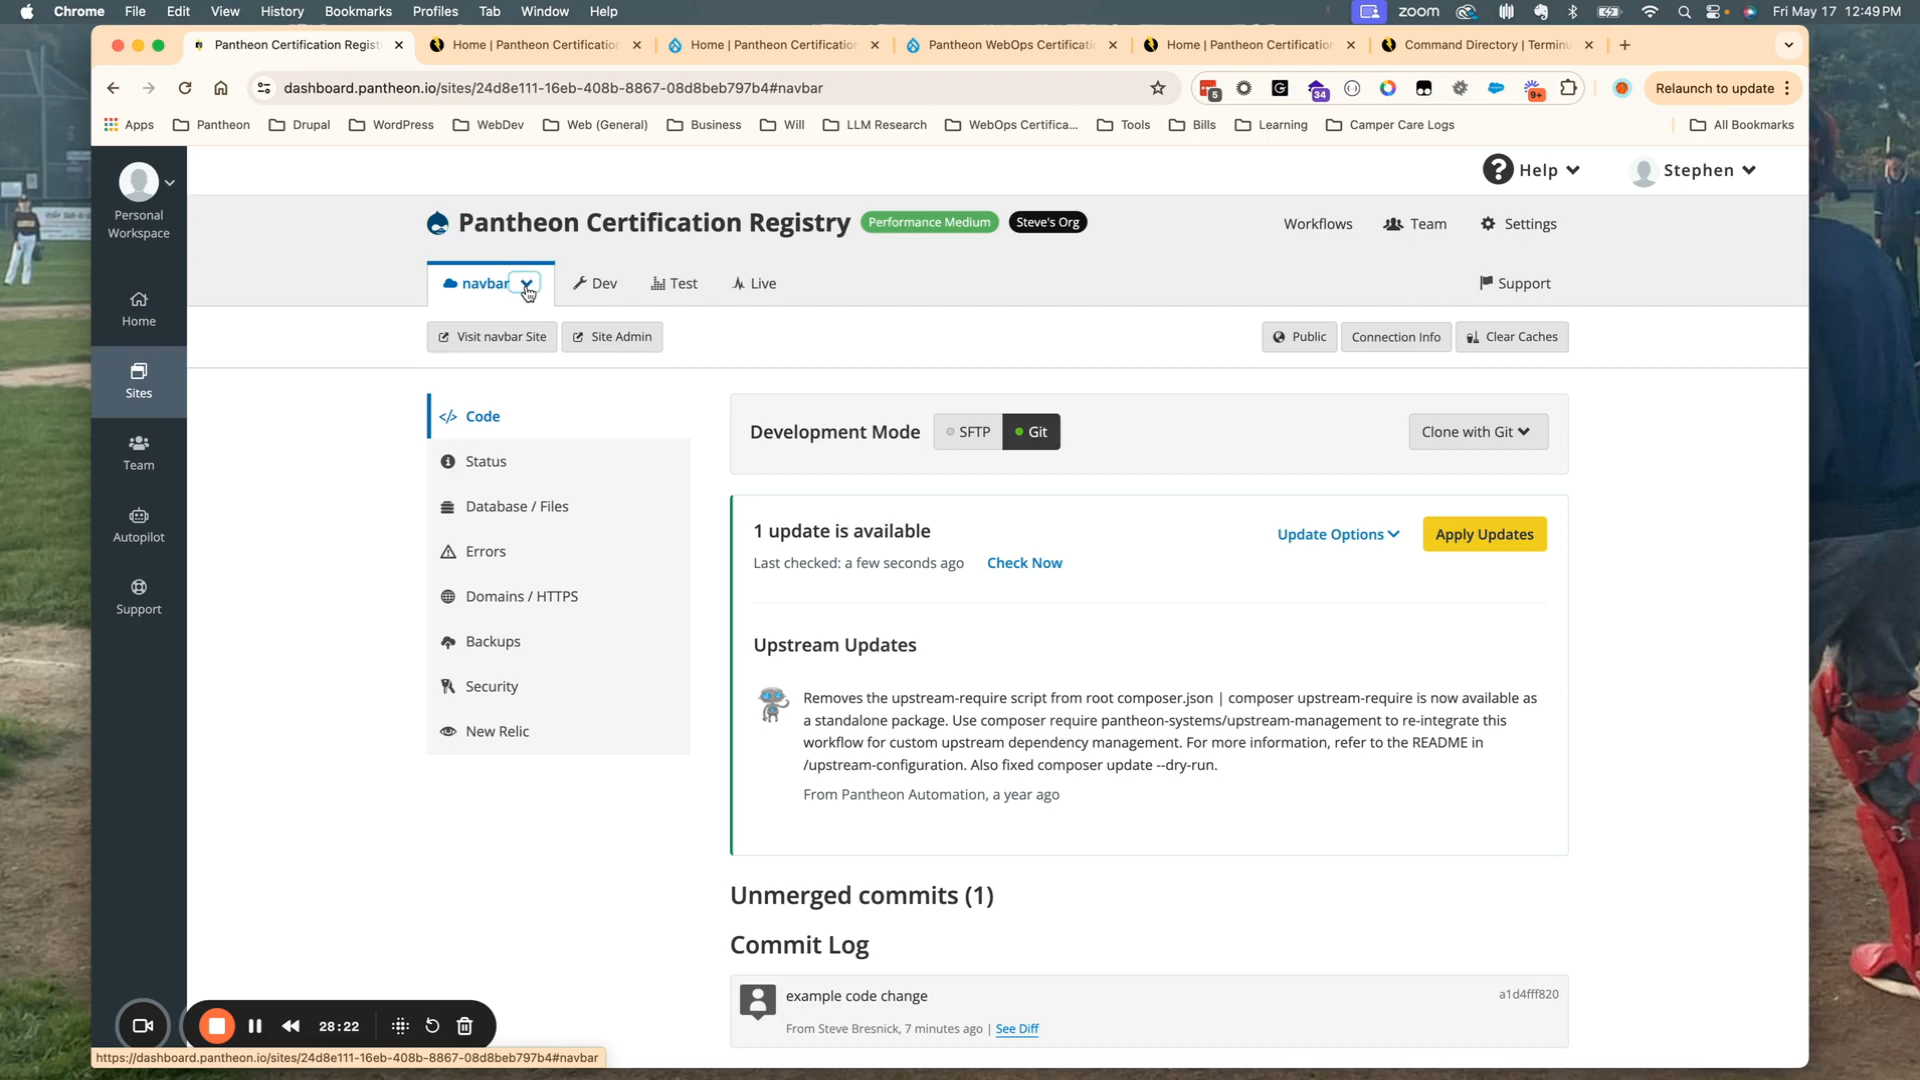 Chrome File Edit View History Bookmarks Profiles Tab Window Help zoom Fri May 17 12:49 PM
Pantheon Certification Regist Home | Pantheon Certification Home | Pantheon Certification Pantheon WebOps Certificati Home | Pantheon Certification Command Directory | Terminu
dashboard.pantheon.io/sites/24d8e111-16eb-408b-8867-08d8beb797b4#navbar 5 34 9+ Relaunch to update
Apps Pantheon Drupal WordPress WebDev Web (General) Business Will LLM Research WebOps Certifica... Tools Bills Learning Camper Care Logs All Bookmarks
Help Stephen
Personal
Workspace
Home
Sites
Team
Autopilot
Support
Pantheon Certification Registry Performance Medium Steve's Org Workflows Team Settings
navbar Dev Test Live Support
Visit navbar Site Site Admin Public Connection Info Clear Caches
Code
Status
Database / Files
Errors
Domains / HTTPS
Backups
Security
New Relic
Development Mode SFTP Git Clone with Git
1 update is available Update Options Apply Updates
Last checked: a few seconds ago Check Now
Upstream Updates
Removes the upstream-require script from root composer.json | composer upstream-require is now available as
a standalone package. Use composer require pantheon-systems/upstream-management to re-integrate this
workflow for custom upstream dependency management. For more information, refer to the README in
/upstream-configuration. Also fixed composer update --dry-run.
From Pantheon Automation, a year ago
Unmerged commits (1)
Commit Log
example code change a1d4fff820
From Steve Bresnick, 7 minutes ago | See Diff
28:22
https://dashboard.pantheon.io/sites/24d8e111-16eb-408b-8867-08d8beb797b4#navbar